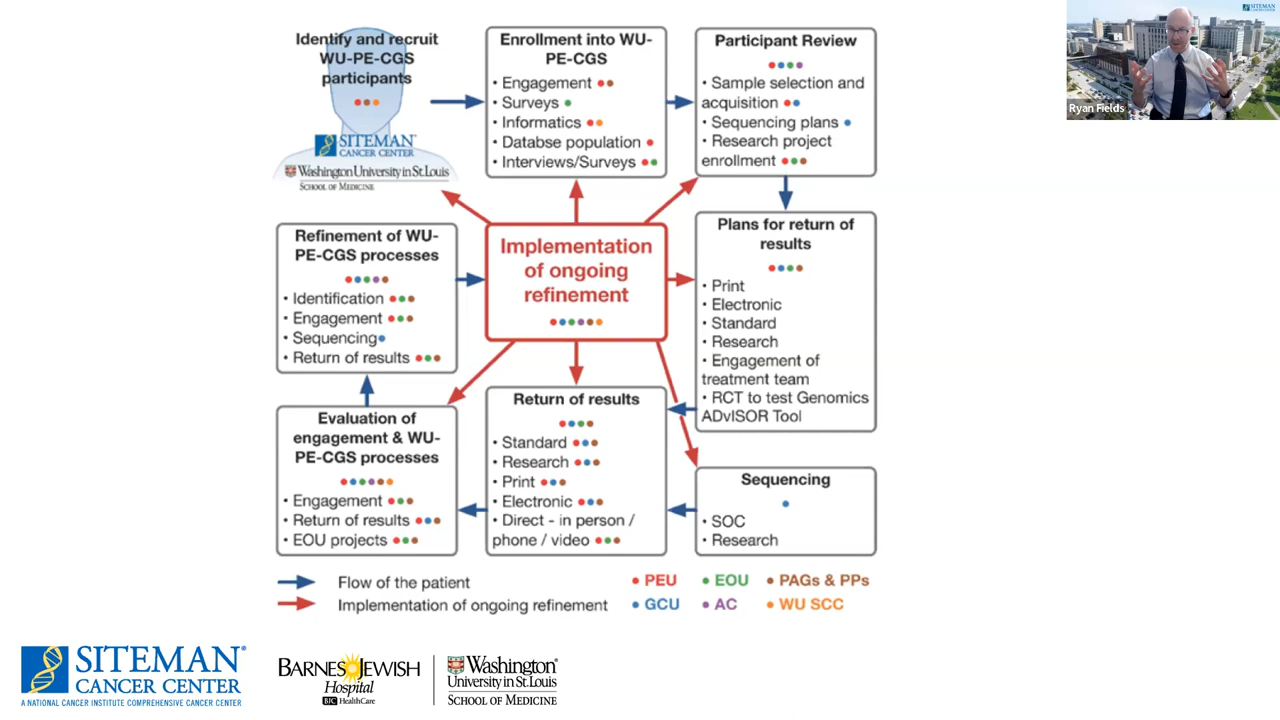 Identify and recruit
WU-PE-CGS
participants
SITEMAN®
CANCER CENTER
Washington University in St.Louis
SCHOOL OF MEDICINE
Enrollment into WU-
PE-CGS
• Engagement
• Surveys
• Informatics
• Databse population
• Interviews/Surveys
Participant Review
• Sample selection and
acquisition
• Sequencing plans
• Research project
enrollment
SITEMAN
CANCER CENTER
Ryan Fields
Refinement of WU-
PE-CGS processes
• Identification
• Engagement
• Sequencing
• Return of results
Implementation
of ongoing
refinement
Plans for return of
results
• Print
• Electronic
• Standard
• Research
• Engagement of
treatment team
• RCT to test Genomics
ADvISOR Tool
Evaluation of
engagement & WU-
PE-CGS processes
• Engagement
• Return of results
• EOU projects
Return of results
• Standard
• Research
• Print
• Electronic
• Direct - in person /
phone / video
Sequencing
• SOC
• Research
Flow of the patient
Implementation of ongoing refinement
• PEU
• EOU
• PAGs & PPs
• GCU
• AC
• WU SCC
SITEMAN®
CANCER CENTER
A NATIONAL CANCER INSTITUTE COMPREHENSIVE CANCER CENTER
BARNES JEWISH
Hospital
BJC HealthCare
Washington®
University in St.Louis
SCHOOL OF MEDICINE